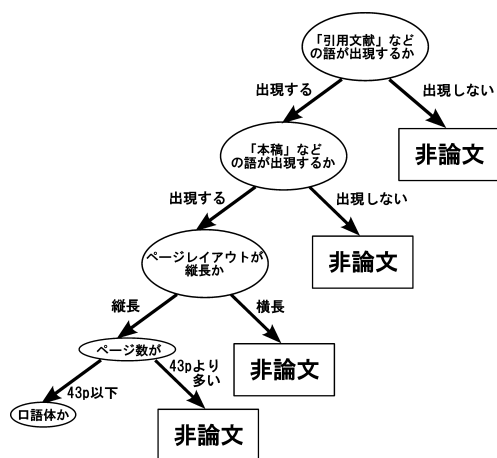 「引用文献」など
の語が出現するか
出現する
出現しない
非論文
「本稿」など
の語が出現するか
出現する
出現しない
非論文
ページレイアウトが
縦長か
縦長
横長
非論文
ページ数が
43p以下
43pより
多い
口語体か
非論文